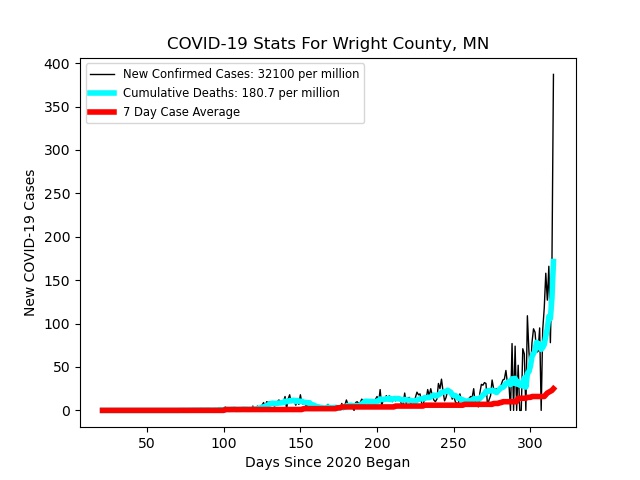 COVID-19 Stats For Wright County, MN
New Confirmed Cases: 32100 per million
Cumulative Deaths: 180.7 per million
7 Day Case Average
New COVID-19 Cases
400
350
300
250
200
150
100
50
0
50 100 150 200 250 300
Days Since 2020 Began